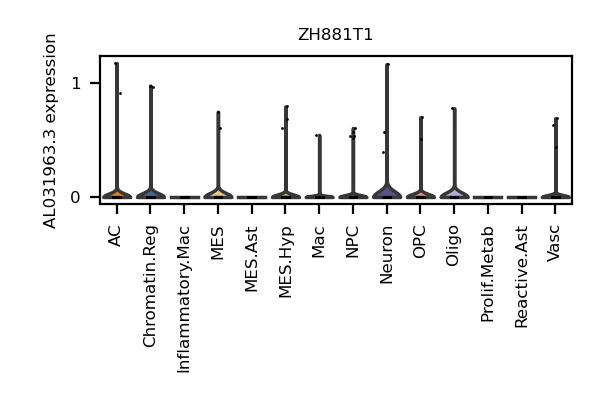 ZH881T1
AL031963.3 expression
1
0
AC
Chromatin.Reg
Inflammatory.Mac
MES
MES.Ast
MES.Hyp
Mac
NPC
Neuron
OPC
Oligo
Prolif.Metab
Reactive.Ast
Vasc